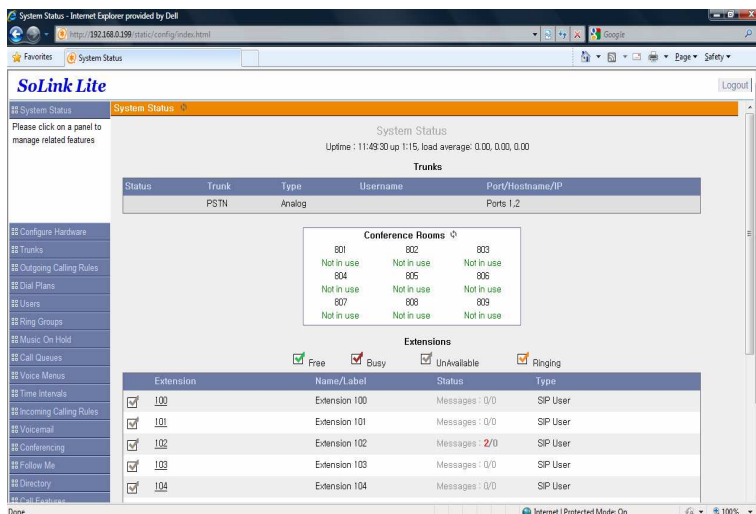 System Status - Internet Explorer provided by Dell
http://192.168.0.199/static/config/index.html
Google
Favorites
System Status
Page
Safety
SoLink Lite
Logout
System Status
Please click on a panel to
manage related features
Configure Hardware
Trunks
Outgoing Calling Rules
Dial Plans
Users
Ring Groups
Music On Hold
Call Queues
Voice Menus
Time Intervals
Incoming Calling Rules
Voicemail
Conferencing
Follow Me
Directory
Call Features
System Status
System Status
Uptime : 11:49:30 up 1:15, load average: 0.00, 0.00, 0.00
Trunks
Status Trunk Type Username Port/Hostname/IP
PSTN Analog Ports 1,2
Conference Rooms
801 802 803
Not in use Not in use Not in use
804 805 806
Not in use Not in use Not in use
807 808 809
Not in use Not in use Not in use
Extensions
Free Busy UnAvailable Ringing
Extension Name/Label Status Type
100 Extension 100 Messages : 0/0 SIP User
101 Extension 101 Messages : 0/0 SIP User
102 Extension 102 Messages : 2/0 SIP User
103 Extension 103 Messages : 0/0 SIP User
104 Extension 104 Messages : 0/0 SIP User
Done
Internet | Protected Mode: On
100%